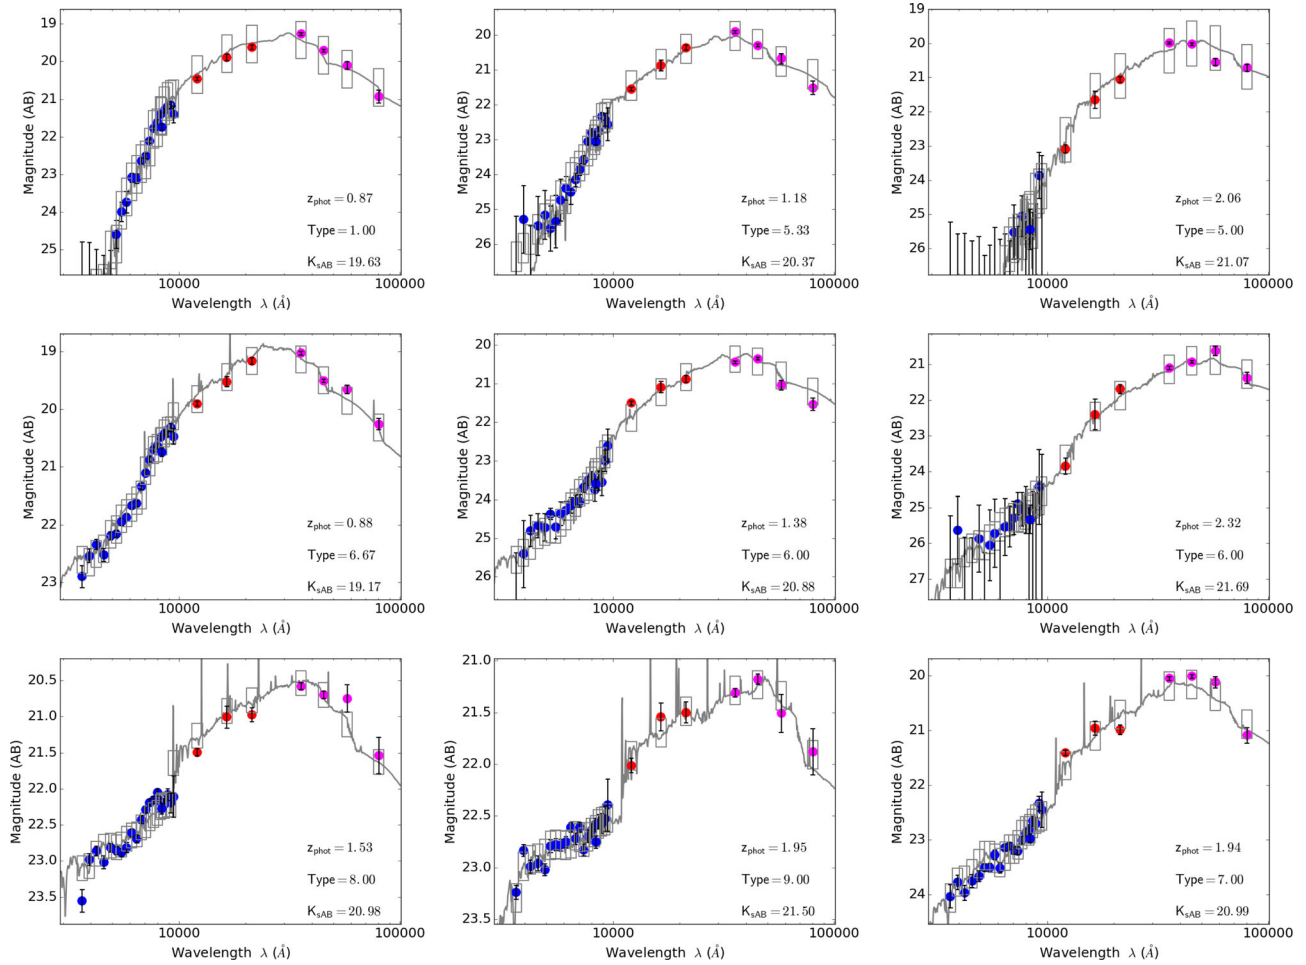 19
20
21
22
23
24
25
Magnitude (AB)
z_phot = 0.87
Type = 1.00
K_sAB = 19.63
10000
100000
Wavelength λ (Å)
19
20
21
22
23
24
25
26
Magnitude (AB)
z_phot = 1.18
Type = 5.33
K_sAB = 20.37
10000
100000
Wavelength λ (Å)
19
20
21
22
23
24
25
26
Magnitude (AB)
z_phot = 2.06
Type = 5.00
K_sAB = 21.07
10000
100000
Wavelength λ (Å)
19
20
21
22
23
Magnitude (AB)
z_phot = 0.88
Type = 6.67
K_sAB = 19.17
10000
100000
Wavelength λ (Å)
20
21
22
23
24
25
26
Magnitude (AB)
z_phot = 1.38
Type = 6.00
K_sAB = 20.88
10000
100000
Wavelength λ (Å)
21
22
23
24
25
26
27
Magnitude (AB)
z_phot = 2.32
Type = 6.00
K_sAB = 21.69
10000
100000
Wavelength λ (Å)
20.5
21.0
21.5
22.0
22.5
23.0
23.5
Magnitude (AB)
z_phot = 1.53
Type = 8.00
K_sAB = 20.98
10000
100000
Wavelength λ (Å)
21.0
21.5
22.0
22.5
23.0
23.5
Magnitude (AB)
z_phot = 1.95
Type = 9.00
K_sAB = 21.50
10000
100000
Wavelength λ (Å)
20
21
22
23
24
Magnitude (AB)
z_phot = 1.94
Type = 7.00
K_sAB = 20.99
10000
100000
Wavelength λ (Å)